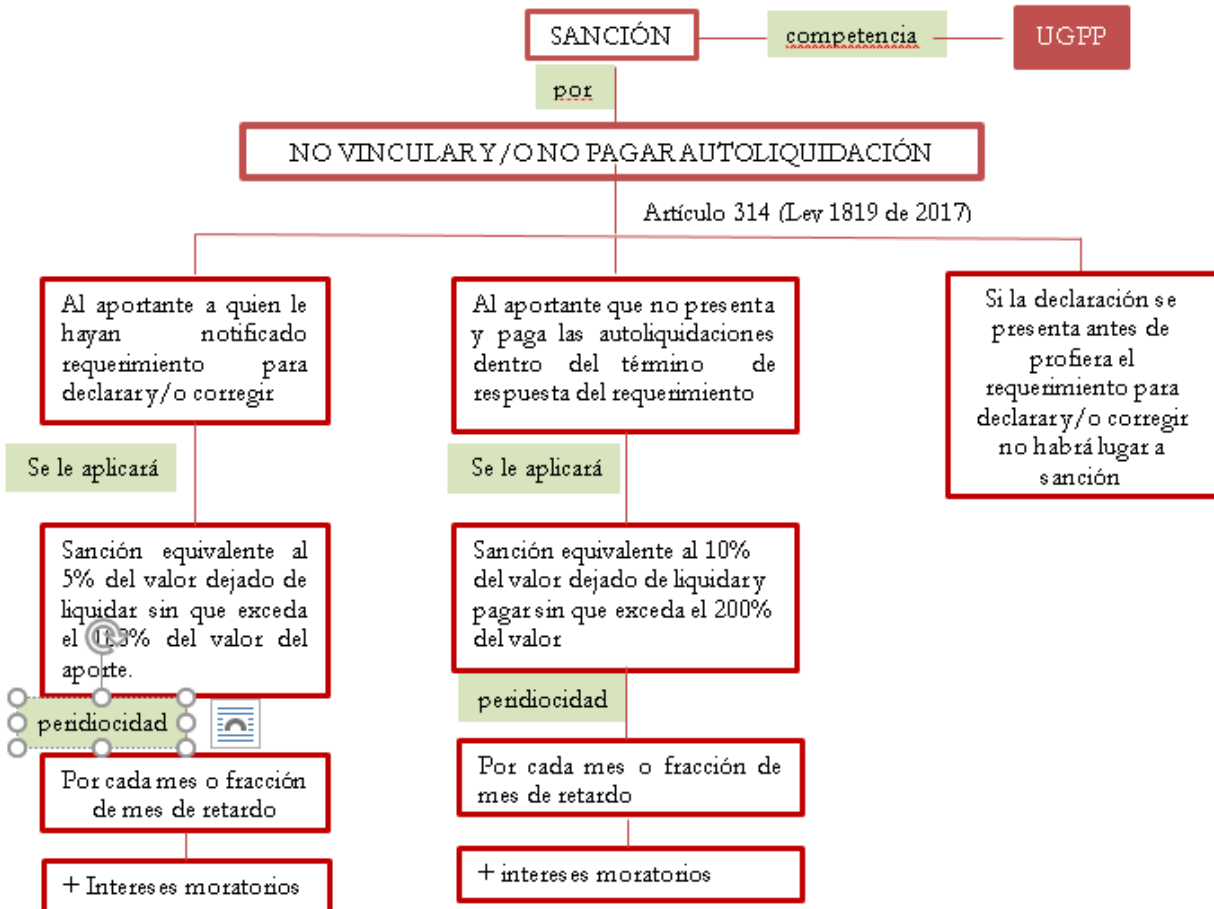 SANCIÓN
competencia
UGPP
por
NO VINCULAR Y/O NO PAGAR AUTOLIQUIDACIÓN
Artículo 314 (Ley 1819 de 2017)
Al aportante a quien le
hayan notificado
requerimiento para
declarar y/o corregir
Se le aplicará
Sanción equivalente al
5% del valor dejado de
liquidar sin que exceda
el % del valor del
aporte.
peridiocidad
Por cada mes o fracción
de mes de retardo
+ Intereses moratorios
Al aportante que no presenta
y paga las autoliquidaciones
dentro del término de
respuesta del requerimiento
Se le aplicará
Sanción equivalente al 10%
del valor dejado de liquidar y
pagar sin que exceda el 200%
del valor
peridiocidad
Por cada mes o fracción de
mes de retardo
+ intereses moratorios
Si la declaración se
presenta antes de
profiera el
requerimiento para
declarar y/o corregir
no habrá lugar a
sanción